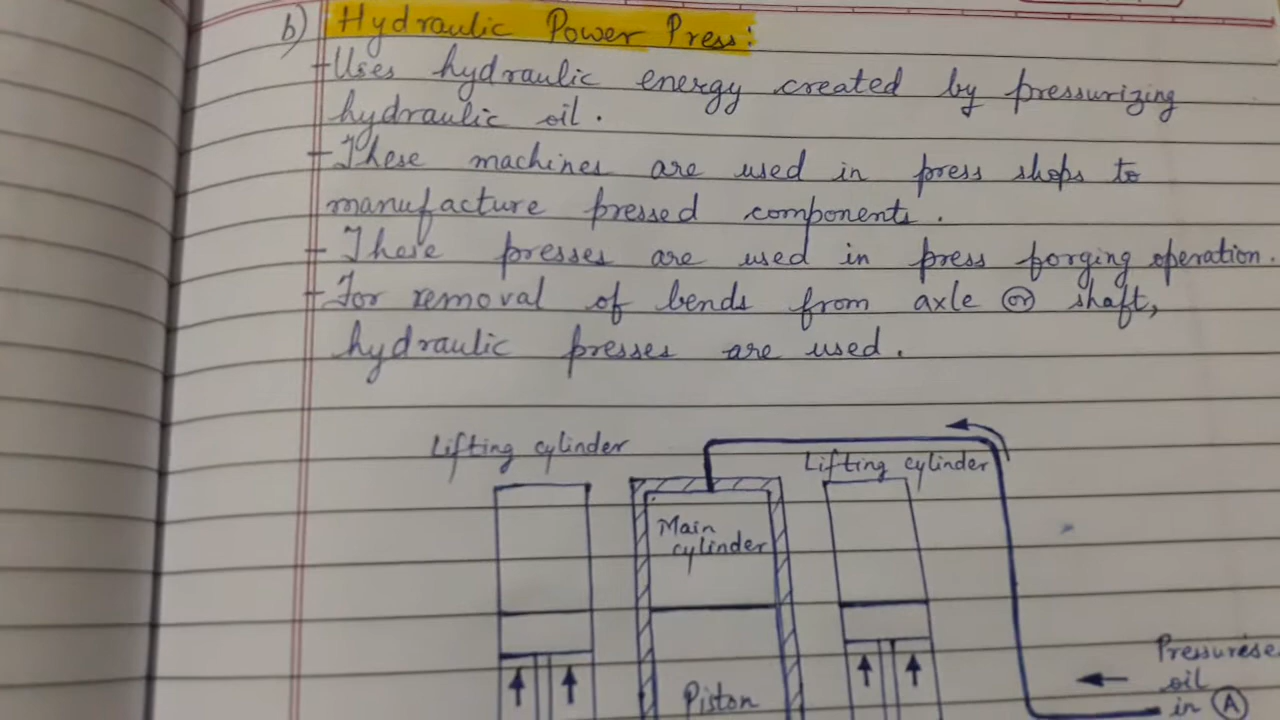 b) Hydraulic Power Press:
- Uses hydraulic energy created by pressurizing
hydraulic oil.
- These machines are used in press shops to
manufacture pressed components.
- These presses are used in press forging operation.
- For removal of bends from axle or shaft,
hydraulic presses are used.
Lifting cylinder
Lifting cylinder
Main
cylinder
Piston
Pressurise
oil
in A